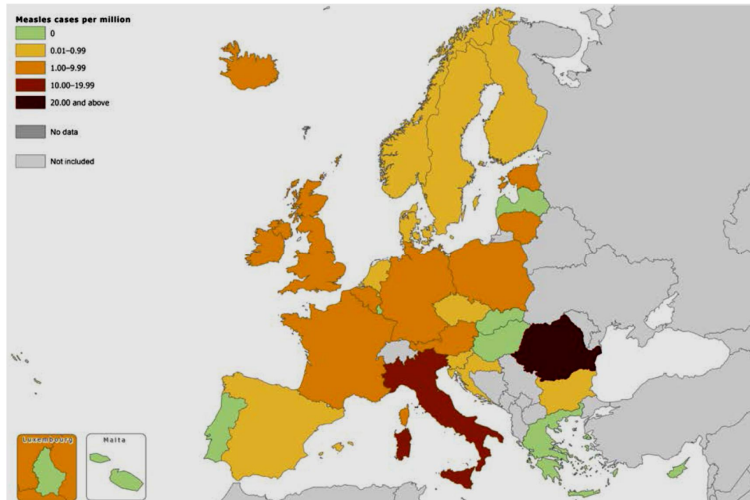 Measles cases per million
0
0.01–0.99
1.00–9.99
10.00–19.99
20.00 and above
No data
Not included
Luxembourg
Malta